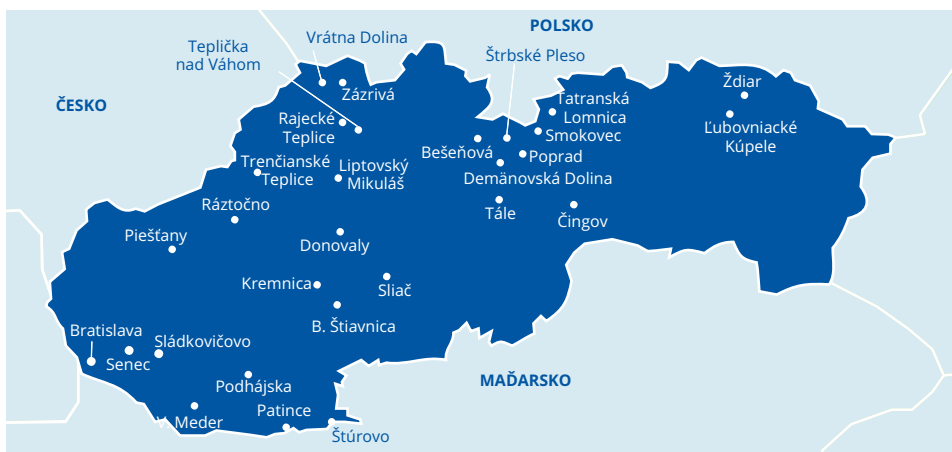 POLSKO
Vrátna Dolina
Teplička
nad Váhom
Štrbské Pleso
ČESKO
Zázrivá
Ždiar
Tatranská
Lomnica
Rajecké
Teplice
Smokovec
Ľubovniacké
Kúpele
Bešeňová
Poprad
Trenčianské
Teplice
Liptovský
Mikuláš
Demänovská Dolina
Ráztočno
Tále
Čingov
Piešťany
Donovaly
Kremnica
Sliač
B. Štiavnica
Bratislava
Sládkovičovo
Senec
MAĎARSKO
Podhájska
Patince
V. Meder
Štúrovo